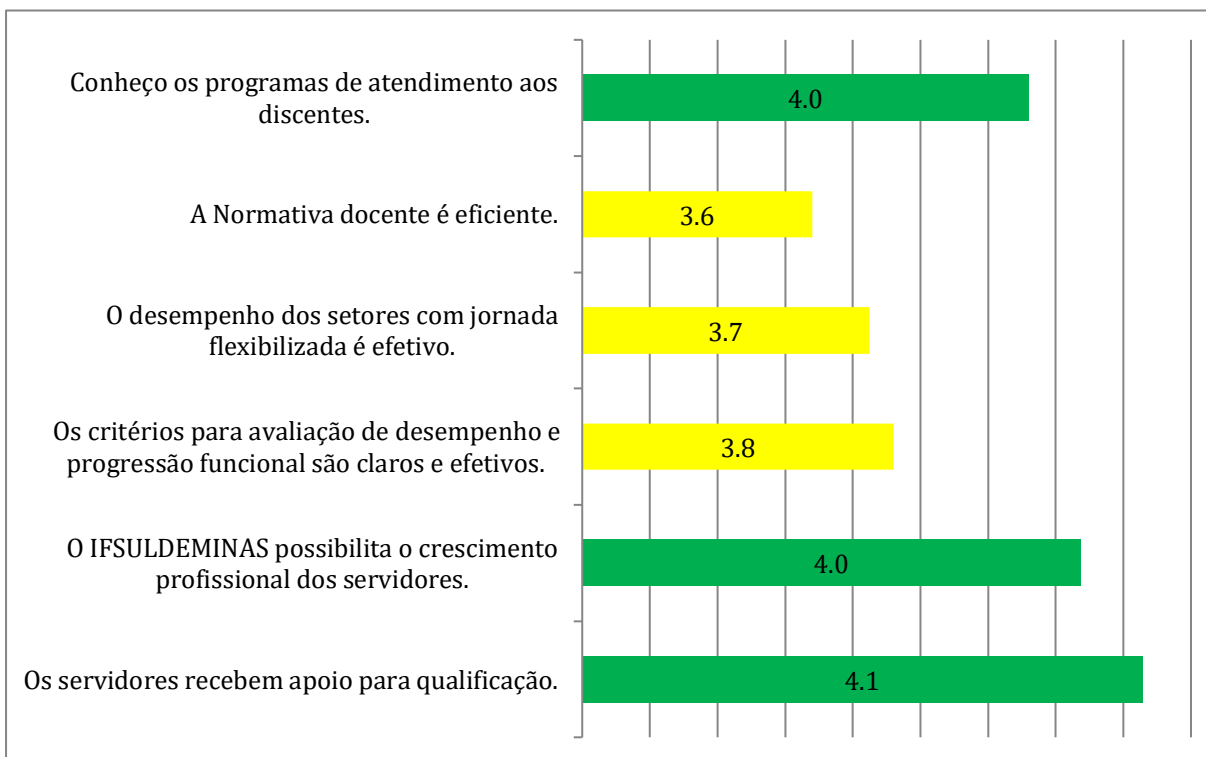 Conheço os programas de atendimento aos
discentes.
4.0
A Normativa docente é eficiente.
3.6
O desempenho dos setores com jornada
flexibilizada é efetivo.
3.7
Os critérios para avaliação de desempenho e
progressão funcional são claros e efetivos.
3.8
O IFSULDEMINAS possibilita o crescimento
profissional dos servidores.
4.0
Os servidores recebem apoio para qualificação.
4.1